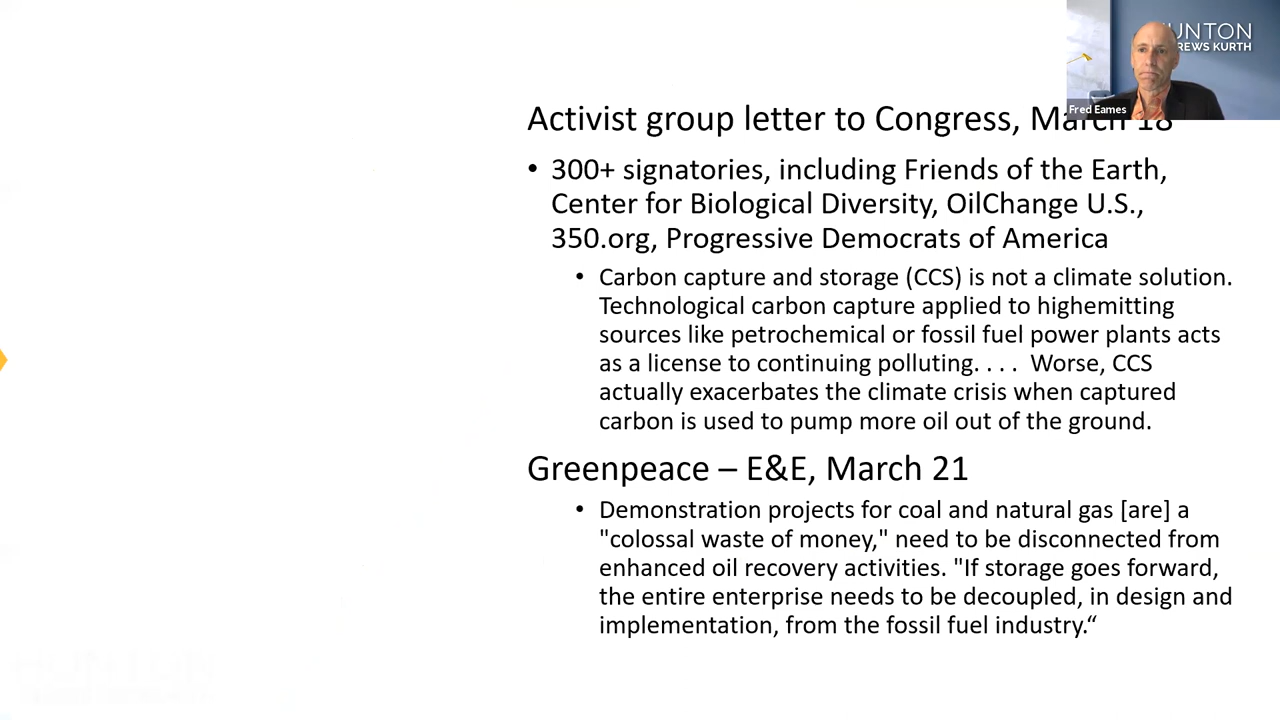 UNTON
REWS KURTH
Fred Eames
Activist group letter to Congress, March 18
• 300+ signatories, including Friends of the Earth,
Center for Biological Diversity, OilChange U.S.,
350.org, Progressive Democrats of America
• Carbon capture and storage (CCS) is not a climate solution.
Technological carbon capture applied to highemitting
sources like petrochemical or fossil fuel power plants acts
as a license to continuing polluting. . . .  Worse, CCS
actually exacerbates the climate crisis when captured
carbon is used to pump more oil out of the ground.
Greenpeace – E&E, March 21
• Demonstration projects for coal and natural gas [are] a
"colossal waste of money," need to be disconnected from
enhanced oil recovery activities. "If storage goes forward,
the entire enterprise needs to be decoupled, in design and
implementation, from the fossil fuel industry.“